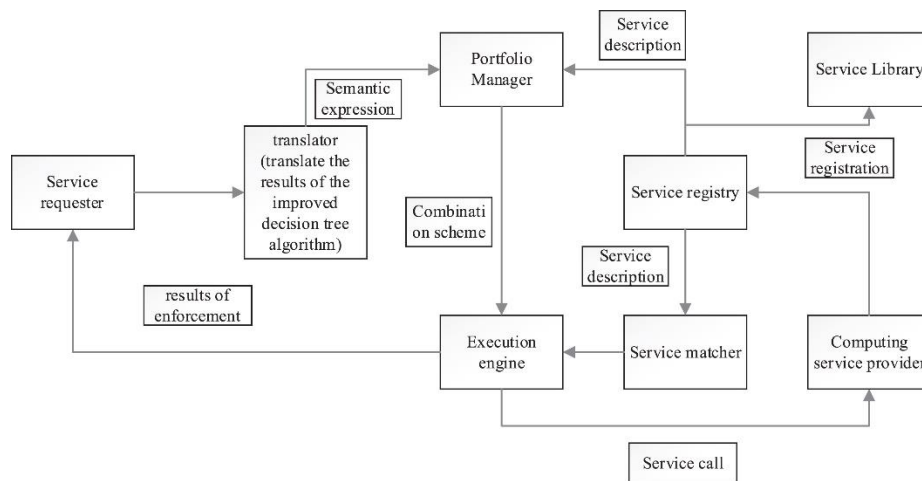 Service
description
Portfolio
Manager
Service Library
Semantic
expression
translator
(translate the
results of the
improved
decision tree
algorithm)
Service
registration
Service
requester
Service registry
Combinati
on scheme
Service
description
results of
enforcement
Execution
engine
Service matcher
Computing
service provider
Service call